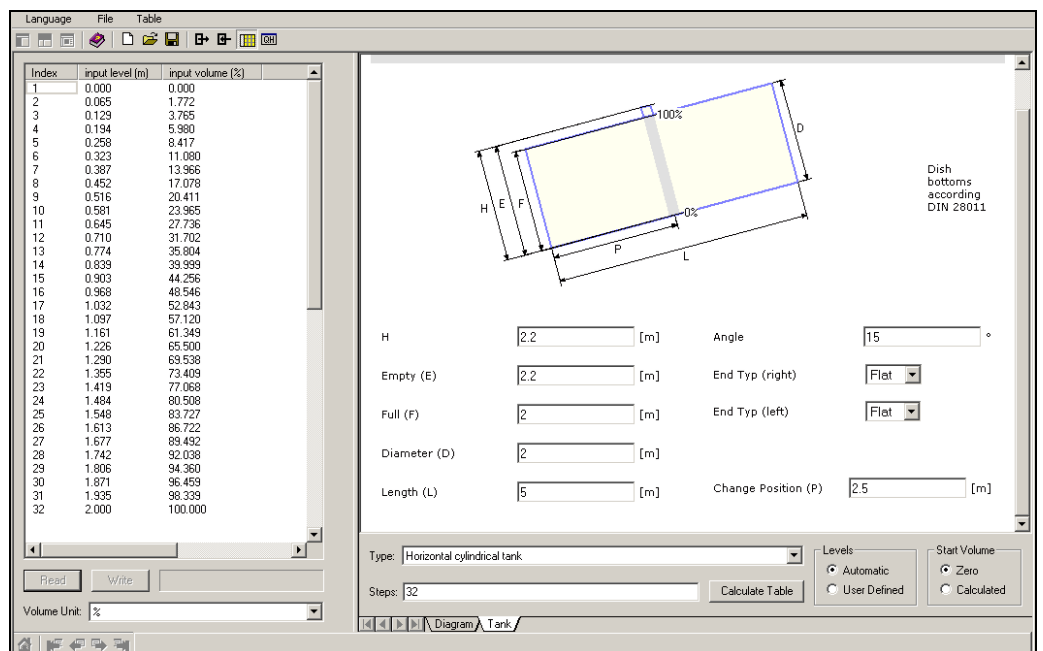 Language File Table
QH
Index input level (m) input volume (%)
1 0.000 0.000
2 0.065 1.772
3 0.129 3.765
4 0.194 5.980
5 0.258 8.417
6 0.323 11.080
7 0.387 13.966
8 0.452 17.078
9 0.516 20.411
10 0.581 23.965
11 0.645 27.736
12 0.710 31.702
13 0.774 35.804
14 0.839 39.999
15 0.903 44.256
16 0.968 48.546
17 1.032 52.843
18 1.097 57.120
19 1.161 61.349
20 1.226 65.500
21 1.290 69.538
22 1.355 73.409
23 1.419 77.068
24 1.484 80.508
25 1.548 83.727
26 1.613 86.722
27 1.677 89.492
28 1.742 92.038
29 1.806 94.360
30 1.871 96.459
31 1.935 98.339
32 2.000 100.000
Read Write
Volume Unit: %
100%
D
H E F
0%
P
L
Dish
bottoms
according
DIN 28011
H 2.2 [m] Angle 15 °
Empty (E) 2.2 [m] End Typ (right) Flat
Full (F) 2 [m] End Typ (left) Flat
Diameter (D) 2 [m]
Length (L) 5 [m] Change Position (P) 2.5 [m]
Type: Horizontal cylindrical tank
Steps: 32 Calculate Table
Levels
Automatic
User Defined
Start Volume
Zero
Calculated
Diagram Tank